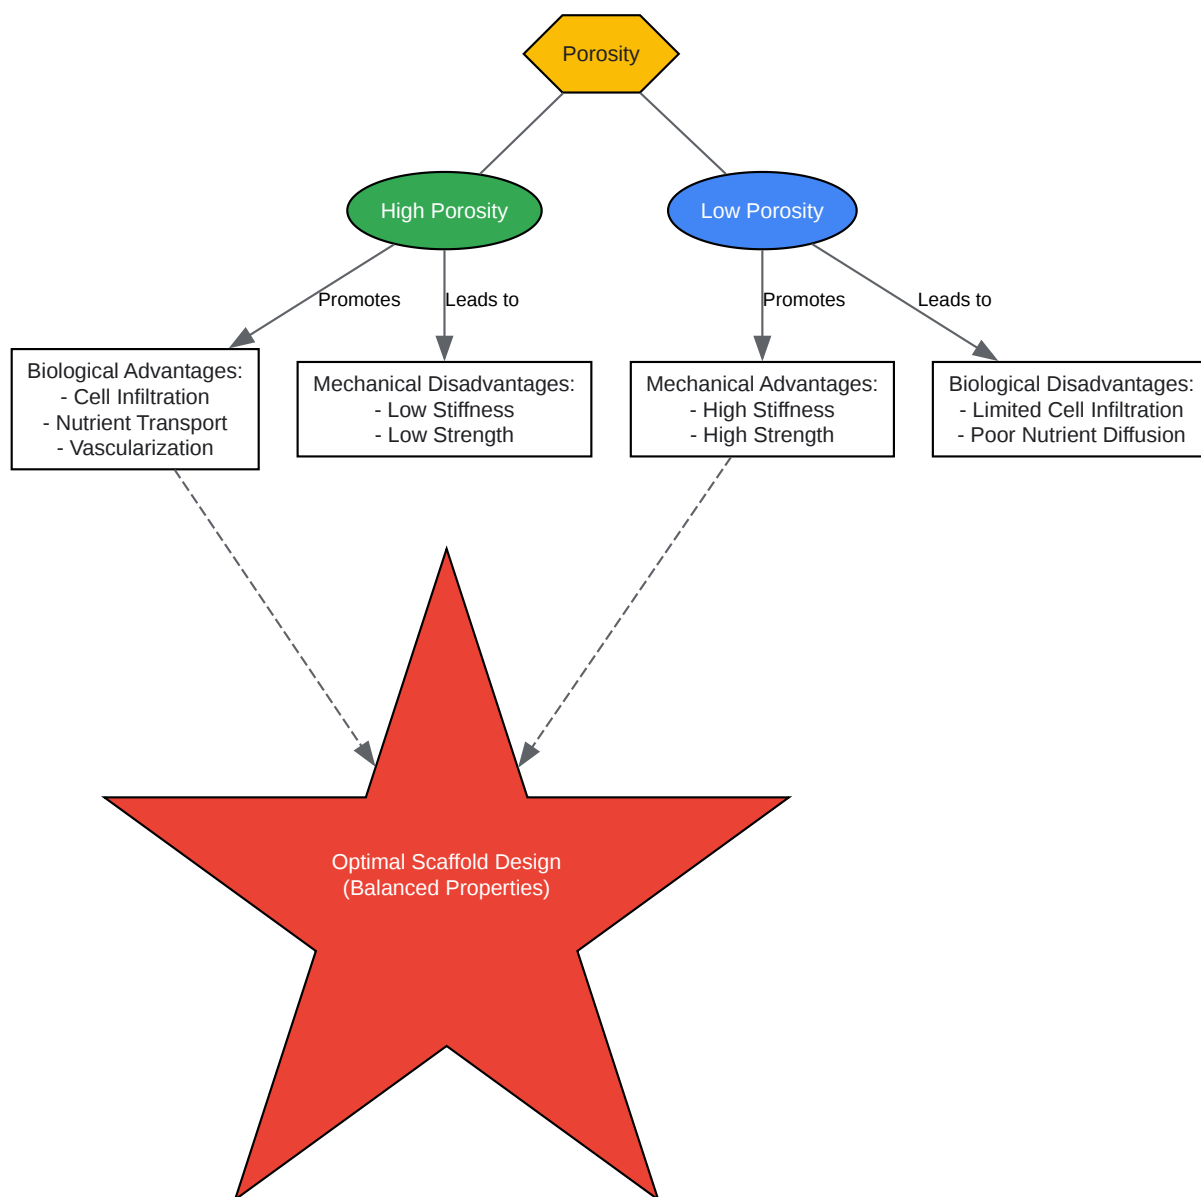 Porosity
High Porosity
Low Porosity
Promotes
Leads to
Promotes
Leads to
Biological Advantages:
- Cell Infiltration
- Nutrient Transport
- Vascularization
Mechanical Disadvantages:
- Low Stiffness
- Low Strength
Mechanical Advantages:
- High Stiffness
- High Strength
Biological Disadvantages:
- Limited Cell Infiltration
- Poor Nutrient Diffusion
Optimal Scaffold Design
(Balanced Properties)